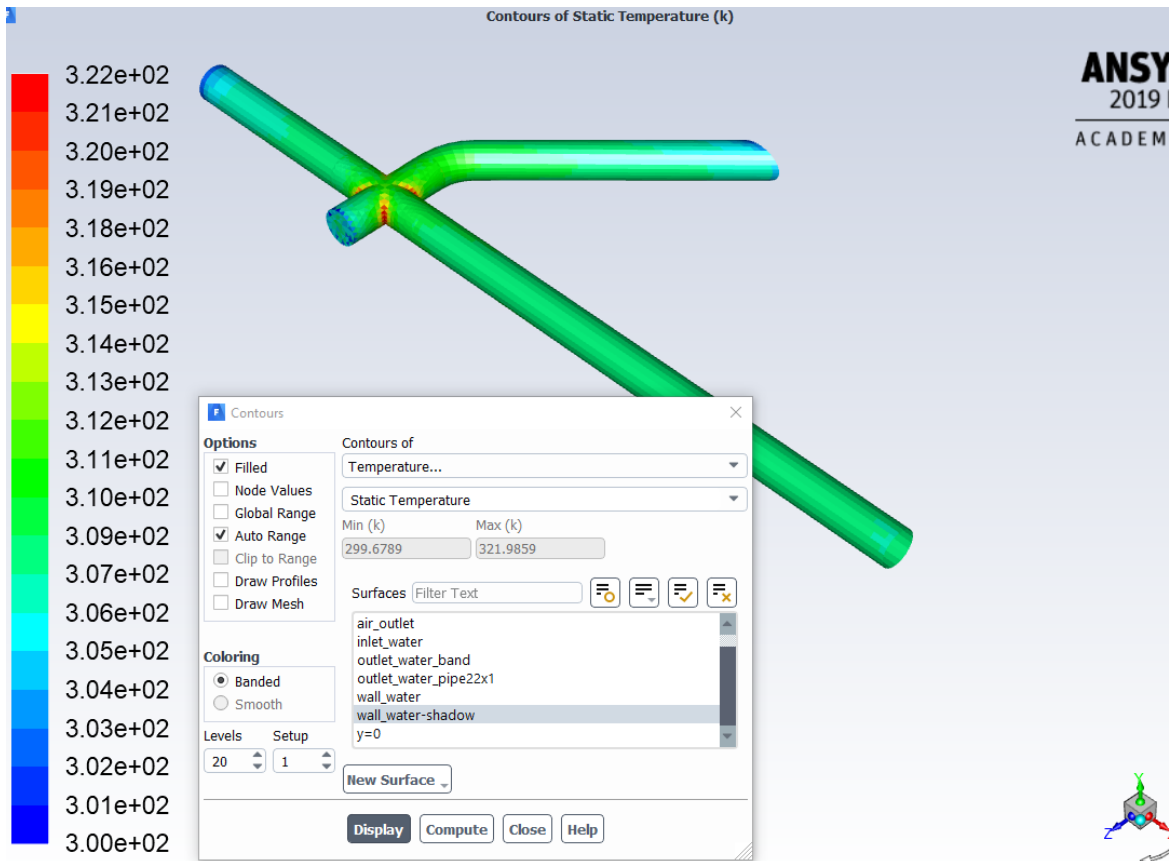 Contours of Static Temperature (k)
ANSY
2019
ACADEM
3.22e+02
3.21e+02
3.20e+02
3.19e+02
3.18e+02
3.16e+02
3.15e+02
3.14e+02
3.13e+02
3.12e+02
3.11e+02
3.10e+02
3.09e+02
3.07e+02
3.06e+02
3.05e+02
3.04e+02
3.03e+02
3.02e+02
3.01e+02
3.00e+02
F Contours
Options
Filled
Node Values
Global Range
Auto Range
Clip to Range
Draw Profiles
Draw Mesh
Coloring
Banded
Smooth
Levels Setup
20 1
Contours of
Temperature...
Static Temperature
Min (k) Max (k)
299.6789 321.9859
Surfaces Filter Text
air_outlet
inlet_water
outlet_water_band
outlet_water_pipe22x1
wall_water
wall_water-shadow
y=0
New Surface
Display Compute Close Help
Y
Z